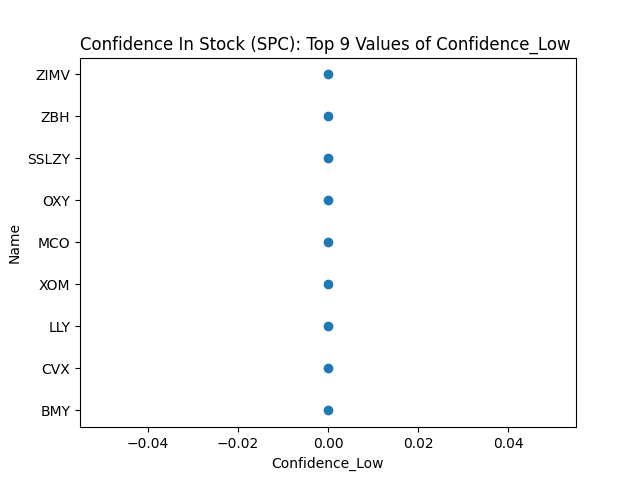 Confidence In Stock (SPC): Top 9 Values of Confidence_Low
ZIMV
ZBH
SSLZY
OXY
MCO
XOM
LLY
CVX
BMY
Name
−0.04 −0.02 0.00 0.02 0.04
Confidence_Low